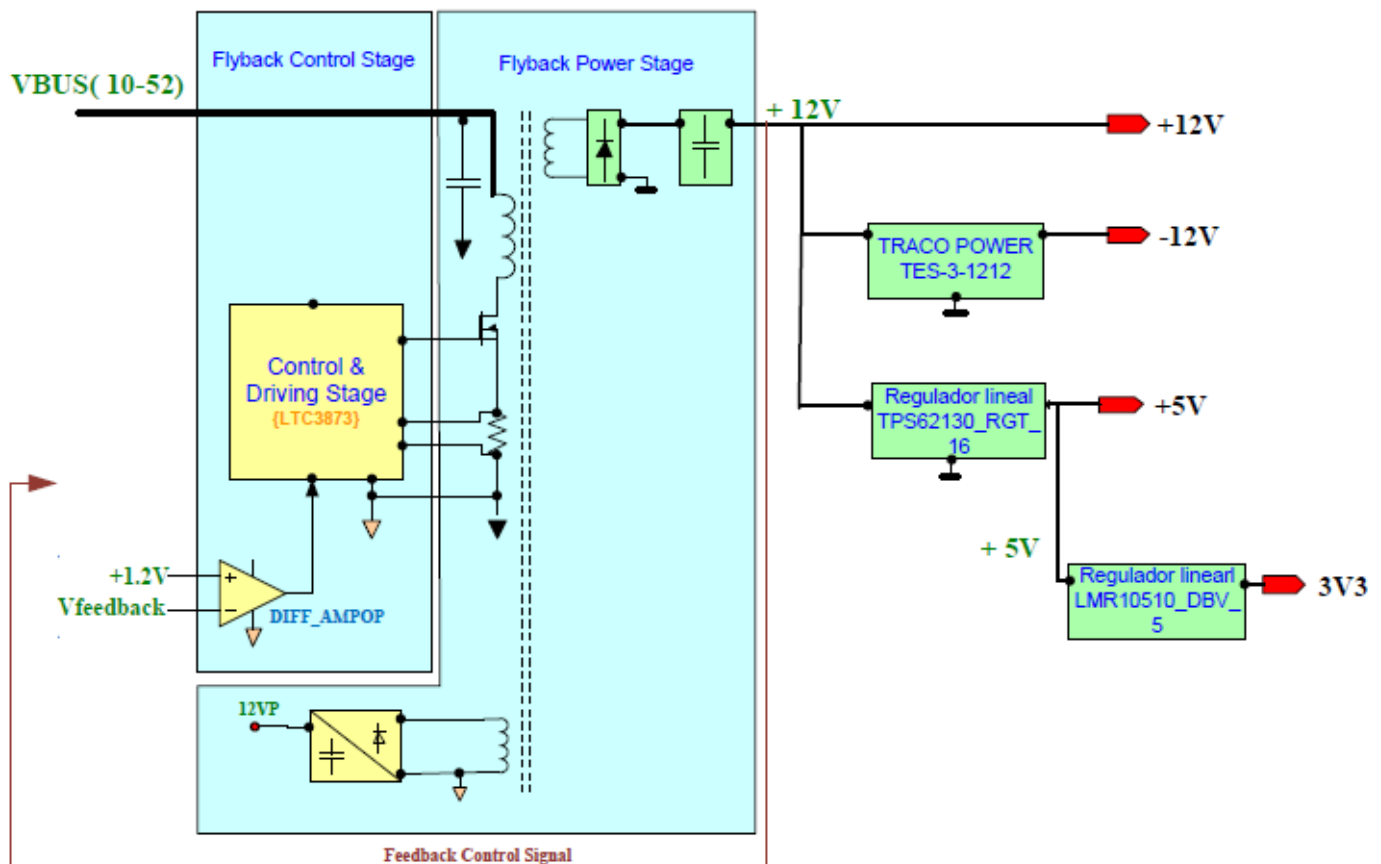 Flyback Control Stage
Flyback Power Stage
VBUS( 10-52)
+ 12V
+12V
TRACO POWER
TES-3-1212
-12V
Control &
Driving Stage
{LTC3873}
Regulador lineal
TPS62130_RGT_
16
+5V
+ 5V
Regulador linearl
LMR10510_DBV_
5
3V3
+1.2V
Vfeedback
+
−
DIFF_AMPOP
12VP
Feedback Control Signal